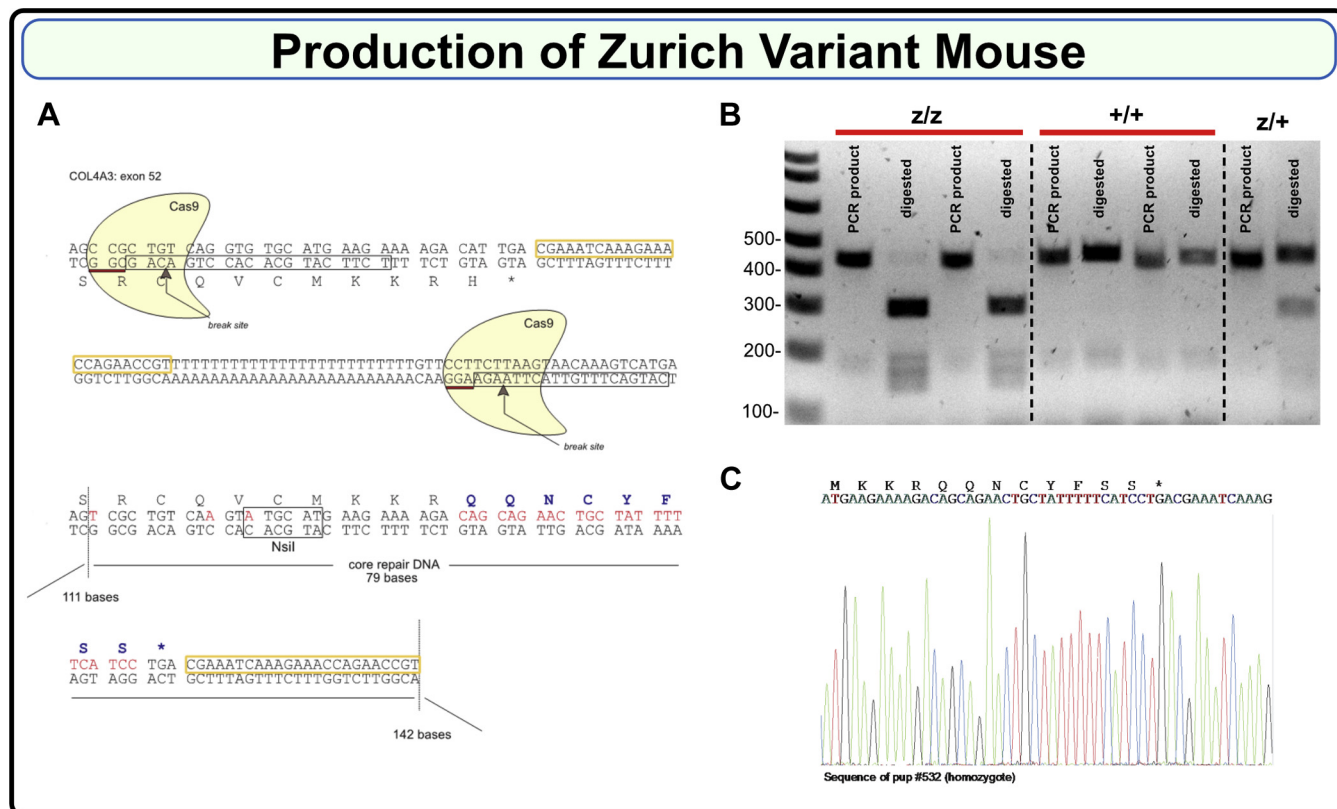 Production of Zurich Variant Mouse
A
COL4A3: exon 52
Cas9
AGC CGC TGT CAG GTG TGC ATG AAG AAA AGA CAT TGA CGAAATCAAAGAAA
TCG GCG ACA GTC CAC ACG TAC TTC TTT TCT GTA GTA GCTTTAGTTTCTTT
S R C Q V C M K K R H *
break site
Cas9
break site
S R C Q V C M K K R Q Q N C Y F
AGT CGC TGT CAA GTA TGC ATG AAG AAA AGA CAG CAG AAC TGC TAT TTT
TCG GCG ACA GTC CAC ACG TAC TTC TTT TCT GTA GTA TTG ACG ATA AAA
NsiI
core repair DNA
79 bases
111 bases
S S *
TCA TCC TGA CGAAATCAAAGAAACCAGAACCGT
AGT AGG ACT GCTTTAGTTTCTTTGGTCTTGGCA
142 bases
B
z/z +/+ z/+
PCR product
digested
PCR product
digested
PCR product
digested
PCR product
digested
PCR product
digested
500-
400-
300-
200-
100-
C
M K K R Q Q N C Y F S S *
ATGAAGAAAAGACAGCAGAACTGCTATTTTTCATCCTGACGAAATCAAAG
Sequence of pup #532 (homozygote)